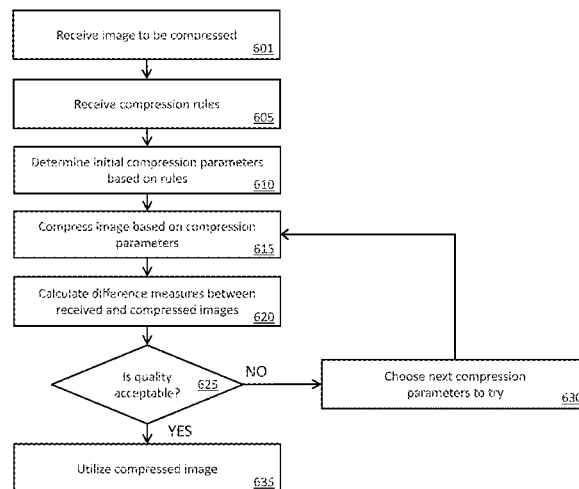 Receive image to be compressed
601
Receive compression rules
605
Determine initial compression parameters
based on rules
610
Compress image based on compression
parameters
615
Calculate difference measures between
received and compressed images
620
Is quality
acceptable?
625
NO
Choose next compression
parameters to try
630
YES
Utilize compressed image
635